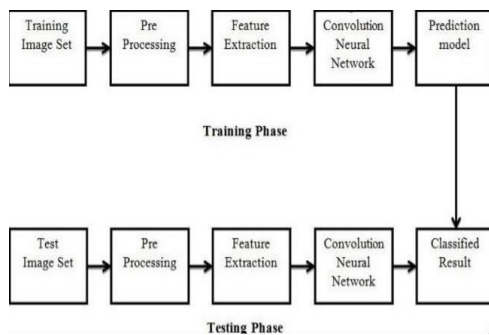 Training
Image Set
Pre
Processing
Feature
Extraction
Convolution
Neural
Network
Prediction
model
Training Phase
Test
Image Set
Pre
Processing
Feature
Extraction
Convolution
Neural
Network
Classified
Result
Testing Phase